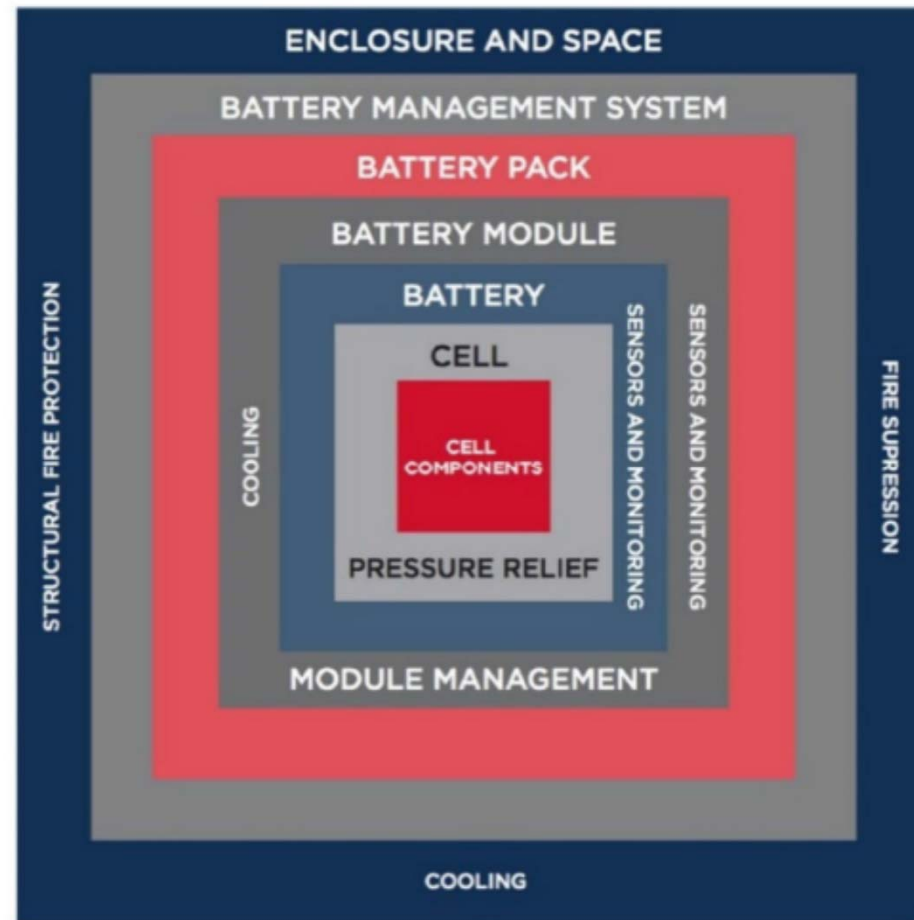 ENCLOSURE AND SPACE
BATTERY MANAGEMENT SYSTEM
BATTERY PACK
BATTERY MODULE
BATTERY
CELL
CELL
COMPONENTS
PRESSURE RELIEF
MODULE MANAGEMENT
COOLING
STRUCTURAL FIRE PROTECTION
COOLING
SENSORS AND MONITORING
SENSORS AND MONITORING
FIRE SUPRESSION